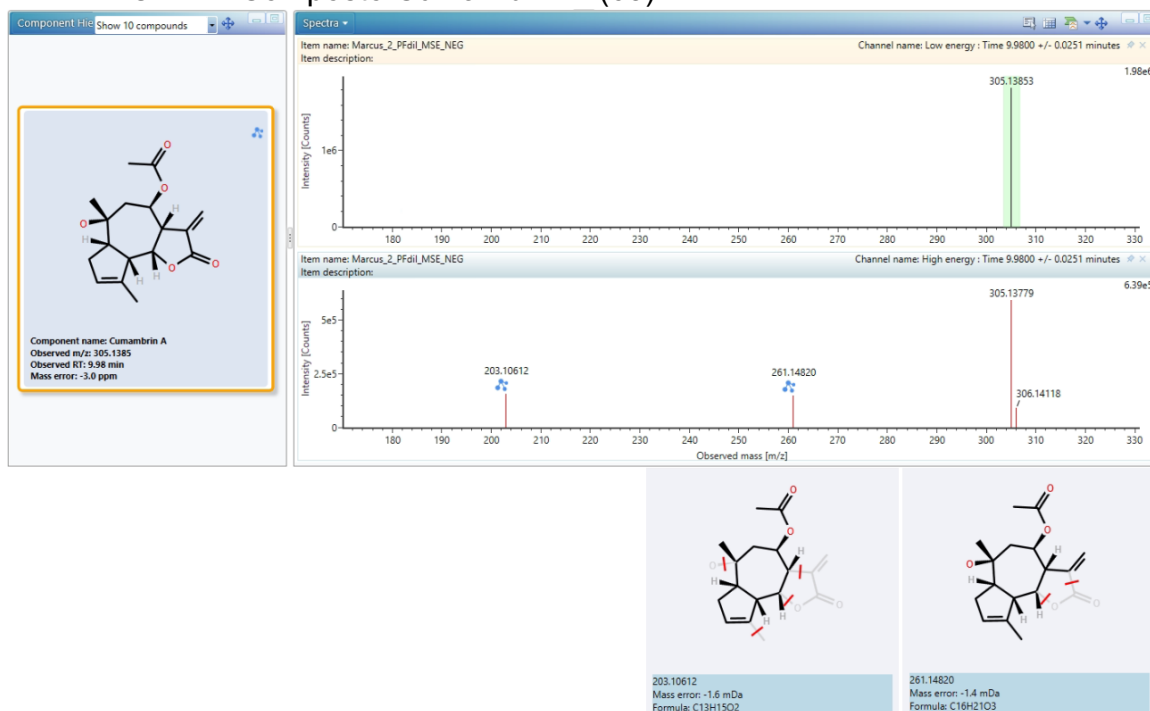 Component Hie Show 10 compounds
Spectra
Item name: Marcus_2_PFdil_MSE_NEG Channel name: Low energy : Time 9.9800 +/- 0.0251 minutes
Item description:
1.98e6
305.13853
Intensity [Counts]
1e6
0
180 190 200 210 220 230 240 250 260 270 280 290 300 310 320 330
O
O
H
O
H
H
H
O
O
Component name: Cumambrin A
Observed m/z: 305.1385
Observed RT: 9.98 min
Mass error: -3.0 ppm
Item name: Marcus_2_PFdil_MSE_NEG Channel name: High energy : Time 9.9800 +/- 0.0251 minutes
Item description:
6.39e5
305.13779
Intensity [Counts]
5e5
2.5e5
203.10612
261.14820
306.14118
0
180 190 200 210 220 230 240 250 260 270 280 290 300 310 320 330
Observed mass [m/z]
O
O
H
O
H
H
H
O
O
203.10612
Mass error: -1.6 mDa
Formula: C13H15O2
O
O
H
O
H
H
H
O
O
261.14820
Mass error: -1.4 mDa
Formula: C16H21O3